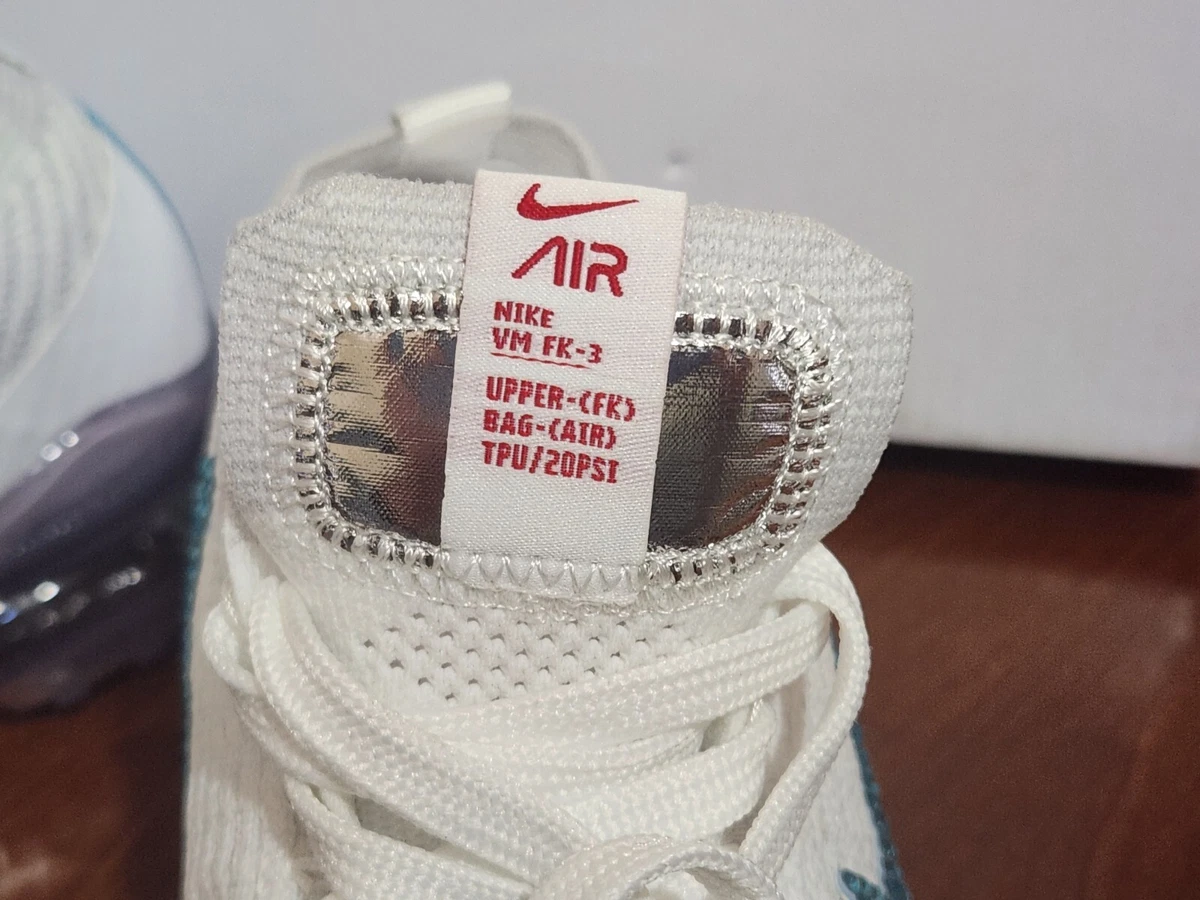 AIR
NIKE
VM FK-3
UPPER-(FK)
BAG-(AIR)
TPU/20PSI